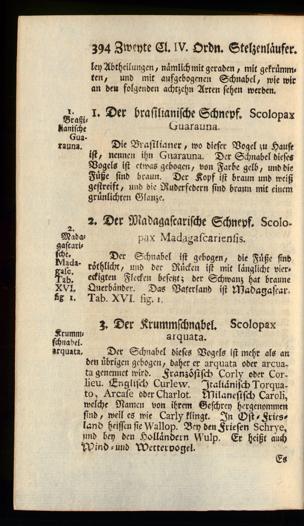 394 Zweyte Cl. IV. Ordn. Stelzenläufer.
ley Abtheilungen, nämlich mit geraden, mit gekrümm-
ten, und mit aufgebogenen Schnabel, wie wir
an den folgenden achtzehn Arten sehen werden.
1.
Brasi-
lianische
Gua-
rauna.
1. Der brasilianische Schnepf. Scolopax
Guarauna.
Die Brasilianer, wo dieser Vogel zu Hause
ist, nennen ihn Guarauna. Der Schnabel dieses
Vogels ist etwas gebogen, von Farbe gelb, und die
Füße sind braun. Der Kopf ist braun und weiß
gestreift, und die Ruderfedern sind braun mit einem
grünlichten Glanze.
2.
Mada-
gascari-
sche.
Mada-
gasc.
Tab.
XVI.
fig 1.
2. Der Madagascarische Schnepf. Scolo-
pax Madagascariensis.
Der Schnabel ist gebogen, die Füße sind
röthlicht, und der Rücken ist mit länglicht vier-
eckigten Flecken besetzt; der Schwanz hat braune
Querbänder. Das Vaterland ist Madagascar.
Tab. XVI. fig. 1.
Krumm-
schnabel.
arquata.
3. Der Krummschnabel. Scolopax
arquata.
Der Schnabel dieses Vogels ist mehr als an
den übrigen gebogen, daher er arquata oder arcua-
ta genennet wird. Französisch Corly oder Cor-
lieu. Englisch Curlew. Italiänisch Torqua-
to, Arcase oder Charlot. Milanesisch Caroli,
welche Namen von ihrem Geschrey hergenommen
sind, weil es wie Carly klingt. In Ost-Fries-
land heissen sie Wallop. Bey den Friesen Schrye,
und bey den Holländern Wulp. Er heißt auch
Wind- und Wettervogel.
Es